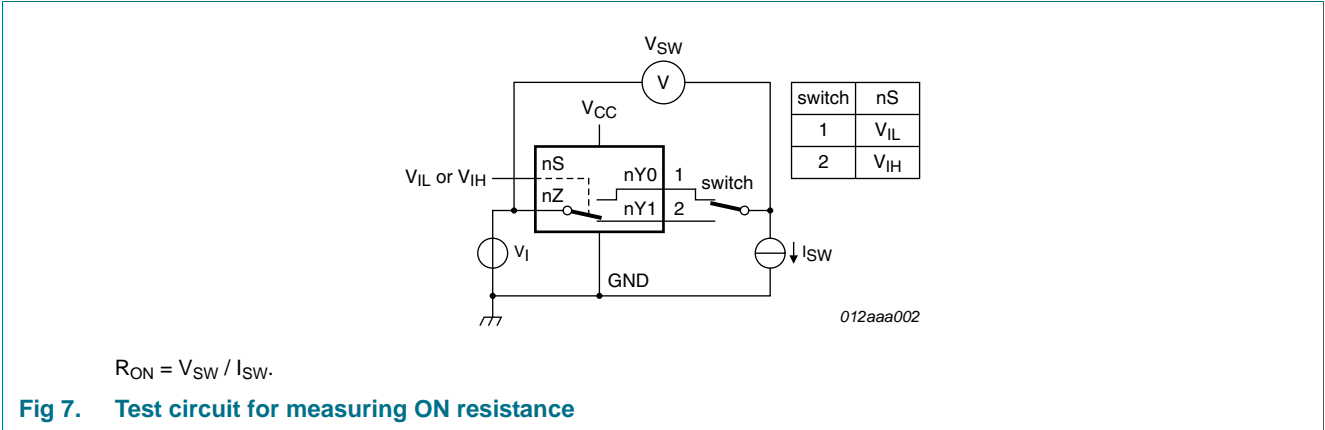 VSW
V
switch nS
1 VIL
2 VIH
VCC
VIL or VIH
nS
nY0 1
switch
nZ
nY1 2
VI
ISW
GND
012aaa002
RON = VSW / ISW.
Fig 7. Test circuit for measuring ON resistance